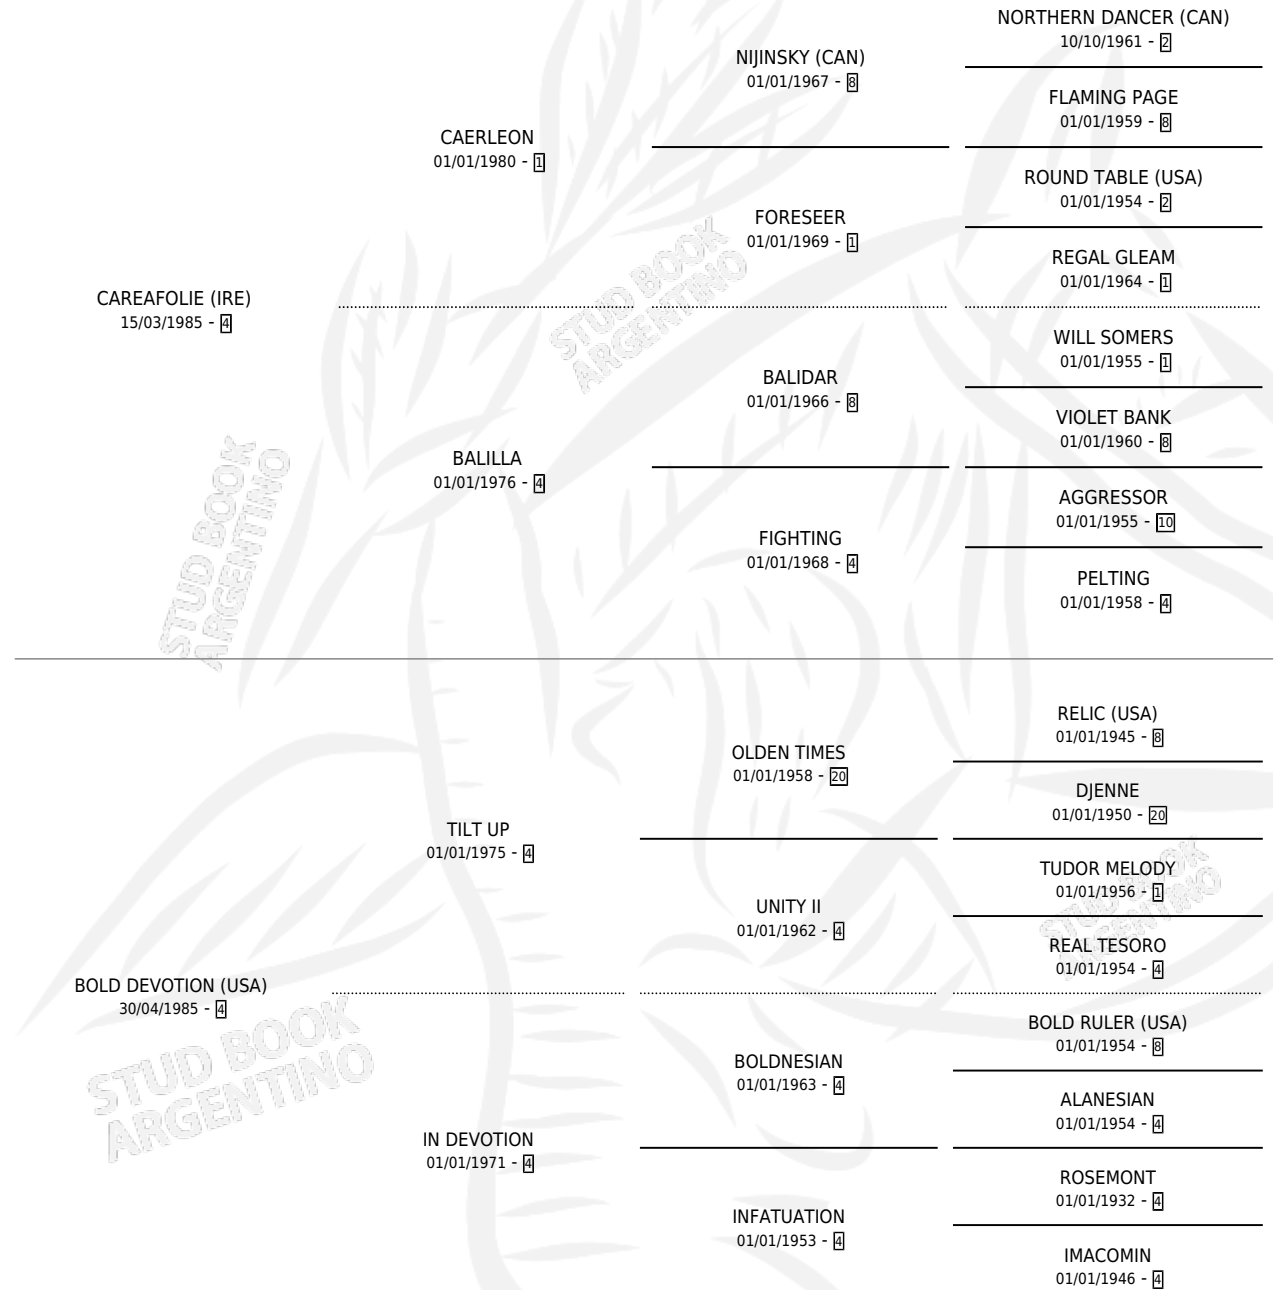 NORTHERN DANCER (CAN)
10/10/1961 - 2
NIJINSKY (CAN)
01/01/1967 - 8
FLAMING PAGE
01/01/1959 - 8
CAERLEON
01/01/1980 - 1
ROUND TABLE (USA)
01/01/1954 - 2
FORESEER
01/01/1969 - 1
REGAL GLEAM
01/01/1964 - 1
CAREAFOLIE (IRE)
15/03/1985 - 4
WILL SOMERS
01/01/1955 - 1
BALIDAR
01/01/1966 - 8
VIOLET BANK
01/01/1960 - 8
BALILLA
01/01/1976 - 4
AGGRESSOR
01/01/1955 - 10
FIGHTING
01/01/1968 - 4
PELTING
01/01/1958 - 4
STUD BOOK
ARGENTINO
STUD BOOK
ARGENTINO
RELIC (USA)
01/01/1945 - 8
OLDEN TIMES
01/01/1958 - 20
DJENNE
01/01/1950 - 20
TILT UP
01/01/1975 - 4
TUDOR MELODY
01/01/1956 - 1
UNITY II
01/01/1962 - 4
REAL TESORO
01/01/1954 - 4
STUD BOOK
ARGENTINO
BOLD DEVOTION (USA)
30/04/1985 - 4
BOLD RULER (USA)
01/01/1954 - 8
BOLDNESIAN
01/01/1963 - 4
ALANESIAN
01/01/1954 - 4
IN DEVOTION
01/01/1971 - 4
ROSEMONT
01/01/1932 - 4
INFATUATION
01/01/1953 - 4
IMACOMIN
01/01/1946 - 4
STUD BOOK
ARGENTINO